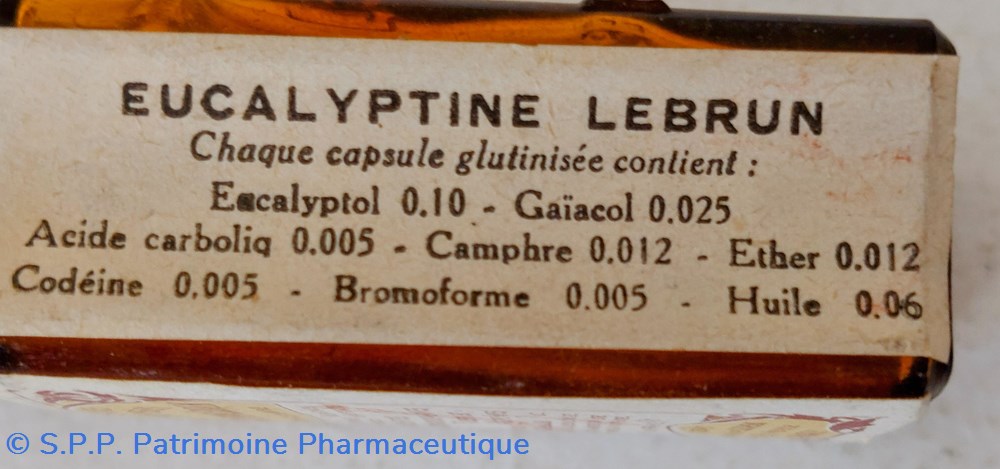 EUCALYPTINE LEBRUN
Chaque capsule glutinisée contient :
Eucalyptol 0.10 - Gaïacol 0.025
Acide carboliq 0.005 - Camphre 0.012 - Ether 0.012
Codéine 0.005 - Bromoforme 0.005 - Huile 0.06
© S.P.P. Patrimoine Pharmaceutique